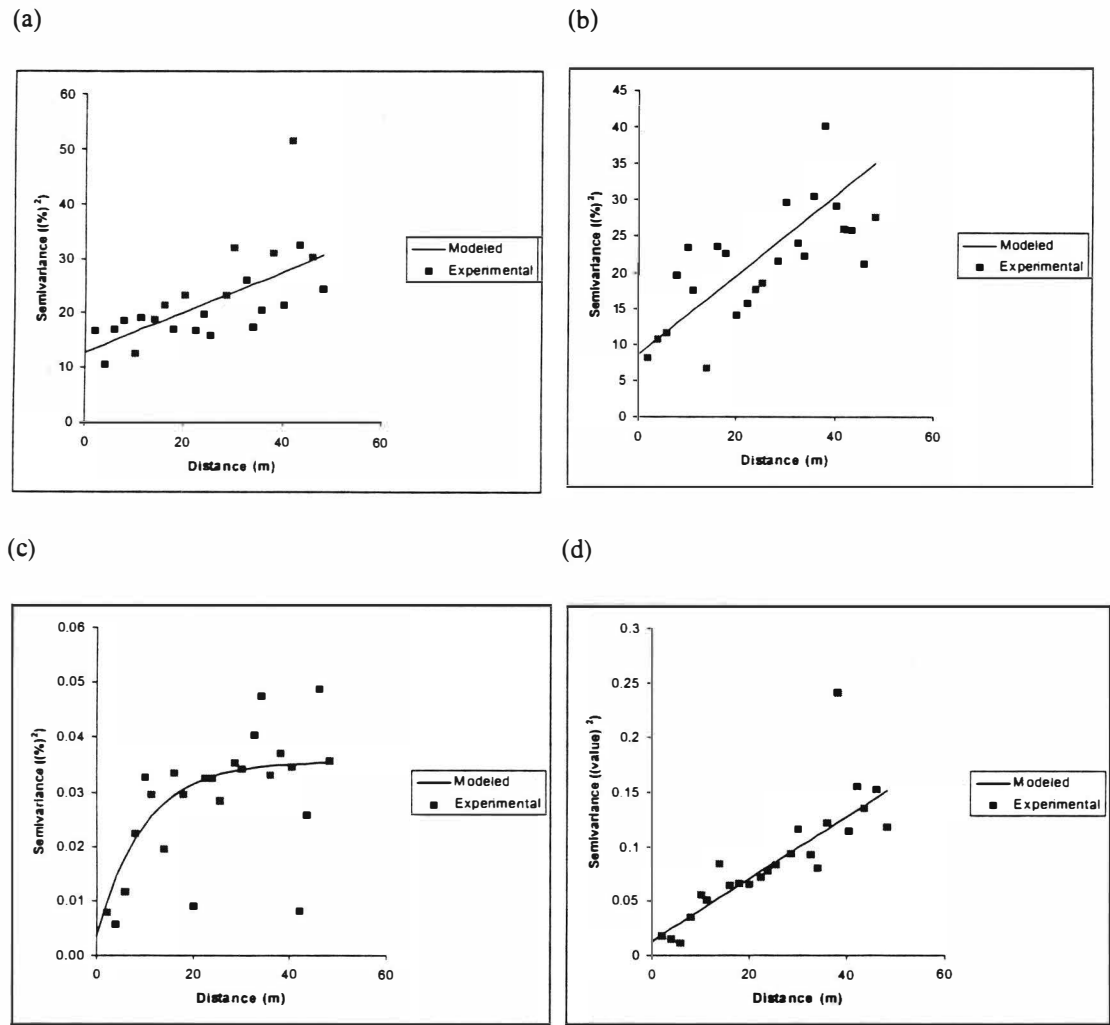 (a)
(b)
60
50
40
30
20
10
0
Semivariance ((%)²)
0 20 40 60
Distance (m)
Modeled
Experimental
45
40
35
30
25
20
15
10
5
0
Semivariance ((%)²)
0 20 40 60
Distance (m)
Modeled
Experimental
(c)
(d)
0.06
0.05
0.04
0.03
0.02
0.01
0.00
Semivariance ((%)²)
0 20 40 60
Distance (m)
Modeled
Experimental
0.3
0.25
0.2
0.15
0.1
0.05
0
Semivariance ((value)²)
0 20 40 60
Distance (m)
Modeled
Experimental